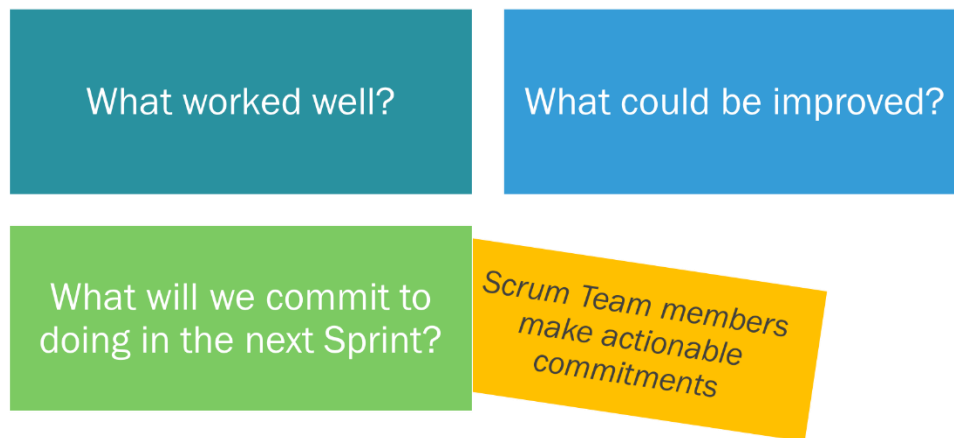 What worked well?
What could be improved?
What will we commit to
doing in the next Sprint?
Scrum Team members
make actionable
commitments